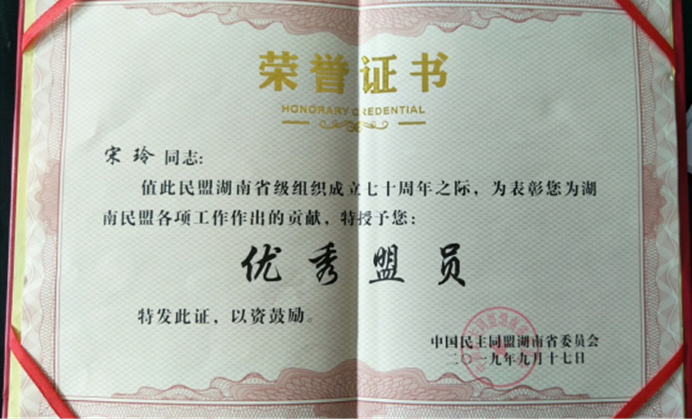 荣誉证书
HONORARY CREDENTIAL
宋玲 同志：
值此民盟湖南省级组织成立七十周年之际，为表彰您为湖
南民盟各项工作作出的贡献，特授予您：
优秀盟员
特发此证，以资鼓励。
中国民主同盟湖南省委员会
二〇一九年九月十七日